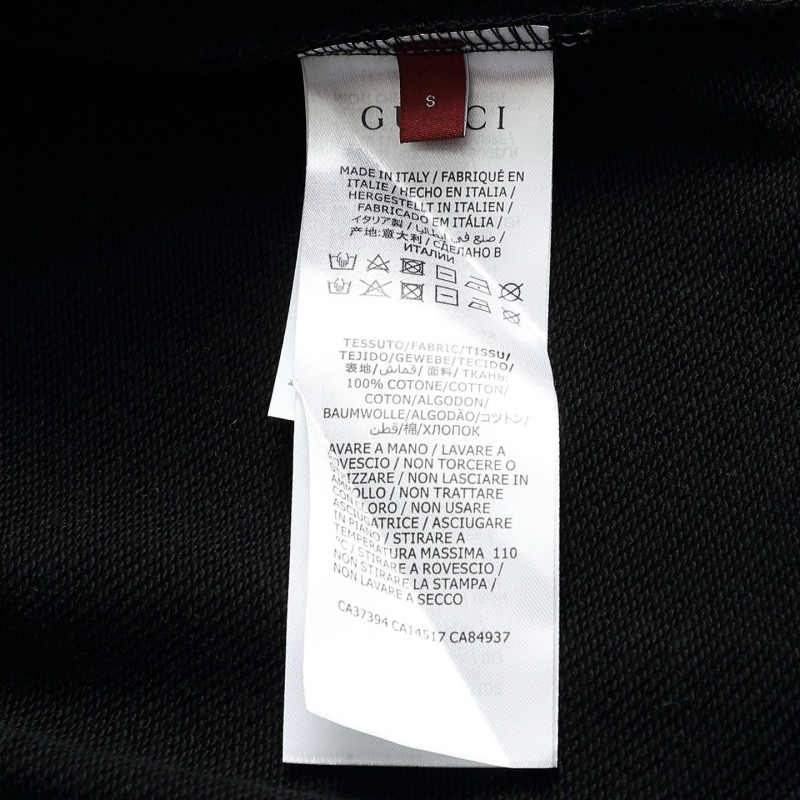 S
GUCCI
MADE IN ITALY / FABRIQUÉ EN
ITALIE / HECHO EN ITALIA /
HERGESTELLT IN ITALIEN /
FABRICADO EM ITÁLIA /
イタリア製 / صنع في إيطاليا /
产地:意大利 / СДЕЛАНО В
ИТАЛИИ
TESSUTO/FABRIC/TISSU/
TEJIDO/GEWEBE/TECIDO/
表地/قماش/ 面料 / ТКАНЬ:
100% COTONE/COTTON/
COTON/ALGODON/
BAUMWOLLE/ALGODÃO/コットン/
قطن/棉/ХЛОПОК
LAVARE A MANO / LAVARE A
ROVESCIO / NON TORCERE O
STRIZZARE / NON LASCIARE IN
AMMOLLO / NON TRATTARE
CON CLORO / NON USARE
ASCIUGATRICE / ASCIUGARE
IN PIANO / STIRARE A
TEMPERATURA MASSIMA 110
°C / STIRARE A ROVESCIO /
NON STIRARE LA STAMPA /
NON LAVARE A SECCO
CA37394 CA14517 CA84937